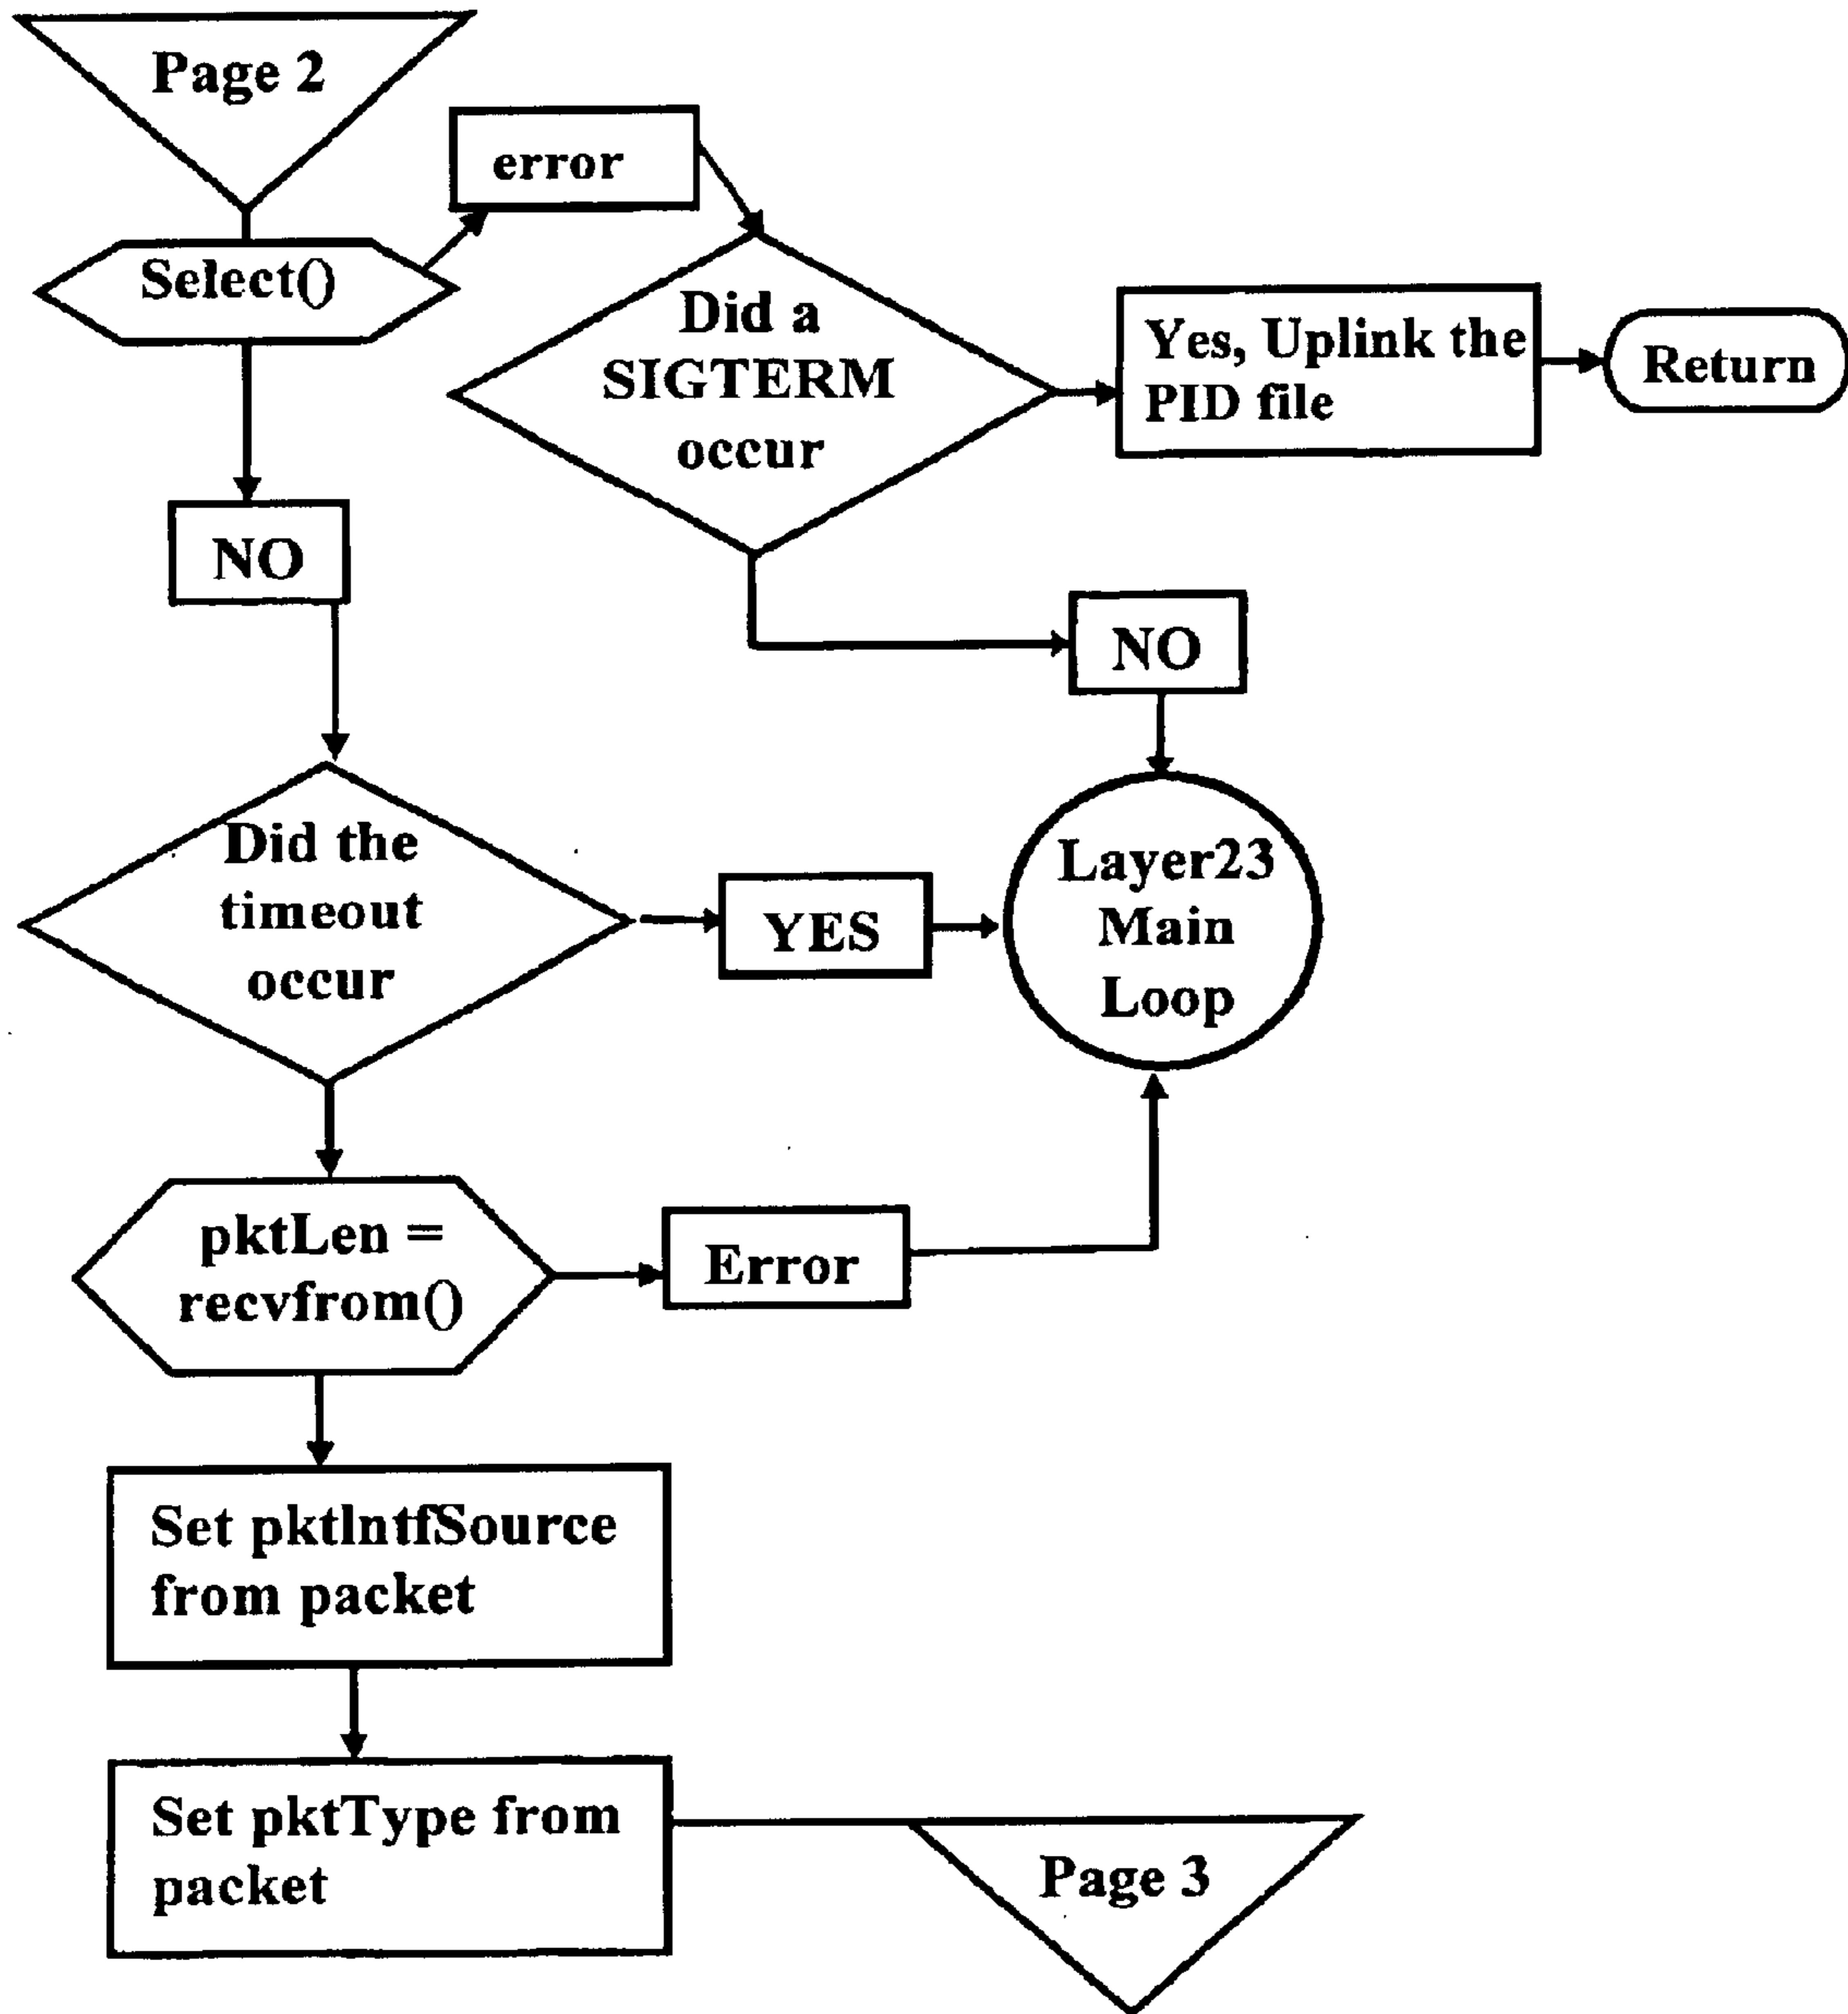 Page 2
error
Select()
Did a
SIGTERM
occur
Yes, Uplink the
PID file
Return
NO
NO
Did the
timeout
occur
YES
Layer23
Main
Loop
pktLen =
recvfrom()
Error
Set pktIntfSource
from packet
Set pktType from
packet
Page 3